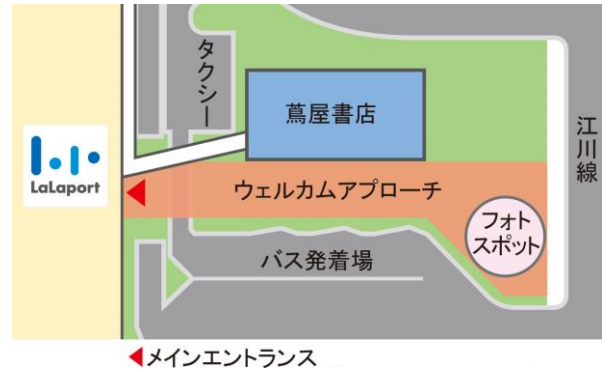 タクシー
蔦屋書店
江川線
LaLaport
ウェルカムアプローチ
フォト
スポット
バス発着場
メインエントランス